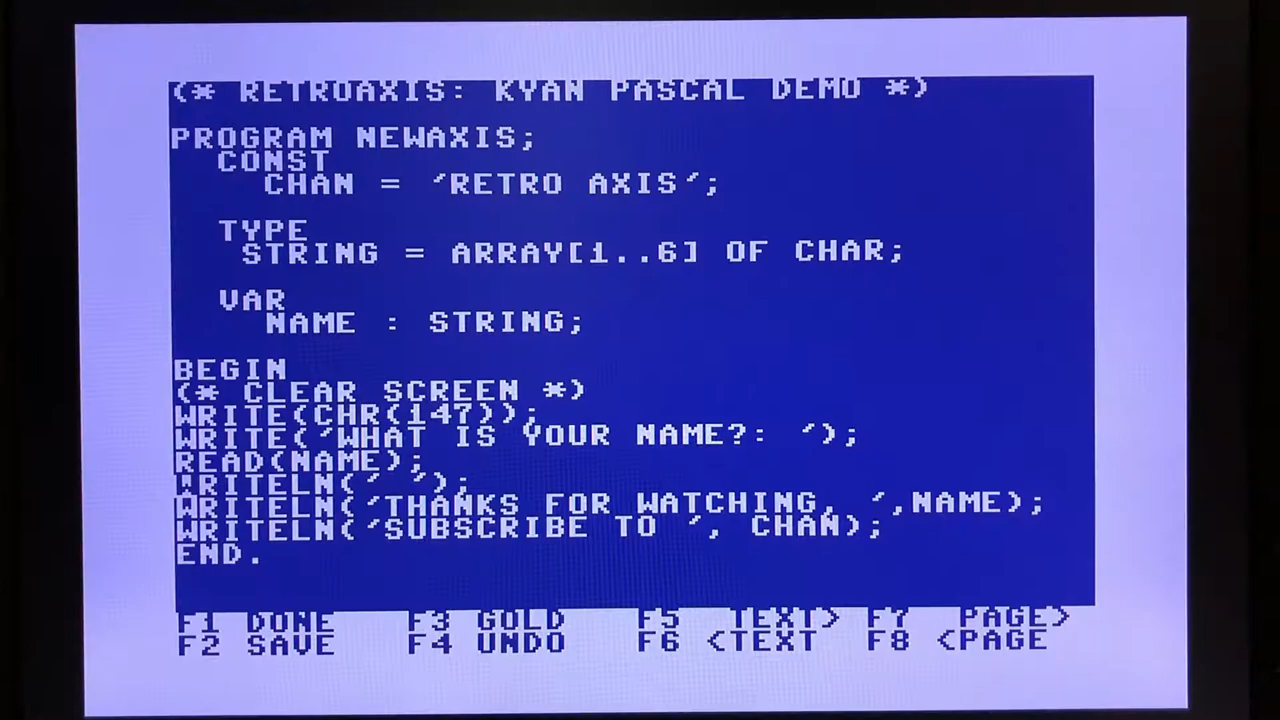 (* RETROAXIS: KYAN PASCAL DEMO *)
PROGRAM NEWAXIS;
CONST
CHAN = 'RETRO AXIS';
TYPE
STRING = ARRAY[1..6] OF CHAR;
VAR
NAME : STRING;
BEGIN
(* CLEAR SCREEN *)
WRITE(CHR(147));
WRITE('WHAT IS YOUR NAME?: ');
READ(NAME);
WRITELN(' ');
WRITELN('THANKS FOR WATCHING, ',NAME);
WRITELN('SUBSCRIBE TO ', CHAN);
END.
F1 DONE F3 GOLD F5 TEXT> F7 PAGE>
F2 SAVE F4 UNDO F6 <TEXT F8 <PAGE